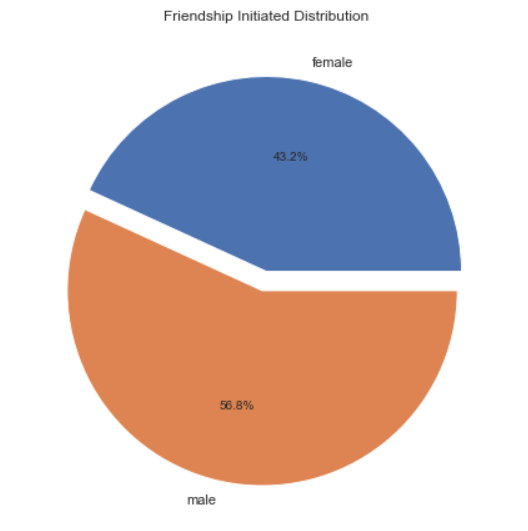 Friendship Initiated Distribution
female
43.2%
56.8%
male